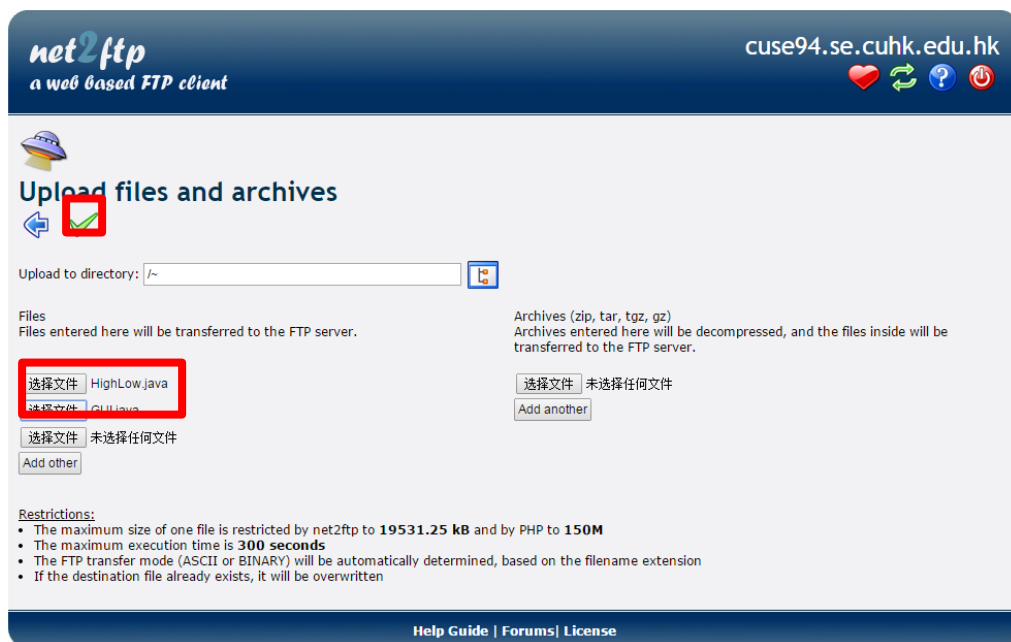 net2ftp
a web based FTP client
cuse94.se.cuhk.edu.hk
Upload files and archives
Upload to directory: /~
Files
Files entered here will be transferred to the FTP server.
选择文件 HighLow.java
选择文件 GUI.java
选择文件 未选择任何文件
Add other
Archives (zip, tar, tgz, gz)
Archives entered here will be decompressed, and the files inside will be
transferred to the FTP server.
选择文件 未选择任何文件
Add another
Restrictions:
• The maximum size of one file is restricted by net2ftp to 19531.25 kB and by PHP to 150M
• The maximum execution time is 300 seconds
• The FTP transfer mode (ASCII or BINARY) will be automatically determined, based on the filename extension
• If the destination file already exists, it will be overwritten
Help Guide | Forums| License